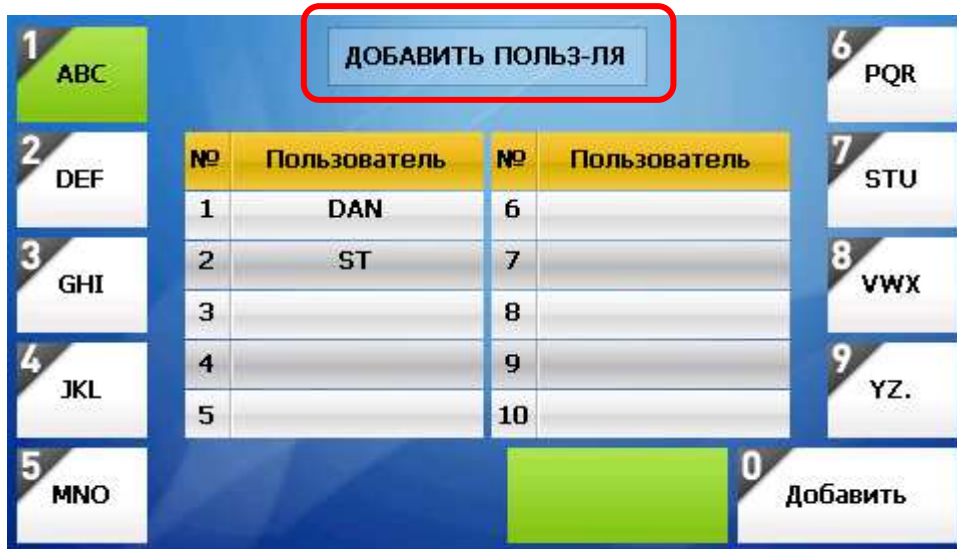 ДОБАВИТЬ ПОЛЬЗ-ЛЯ
1 ABC
2 DEF
3 GHI
4 JKL
5 MNO
№ Пользователь № Пользователь
1 DAN 6
2 ST 7
3 8
4 9
5 10
6 PQR
7 STU
8 VWX
9 YZ.
0 Добавить